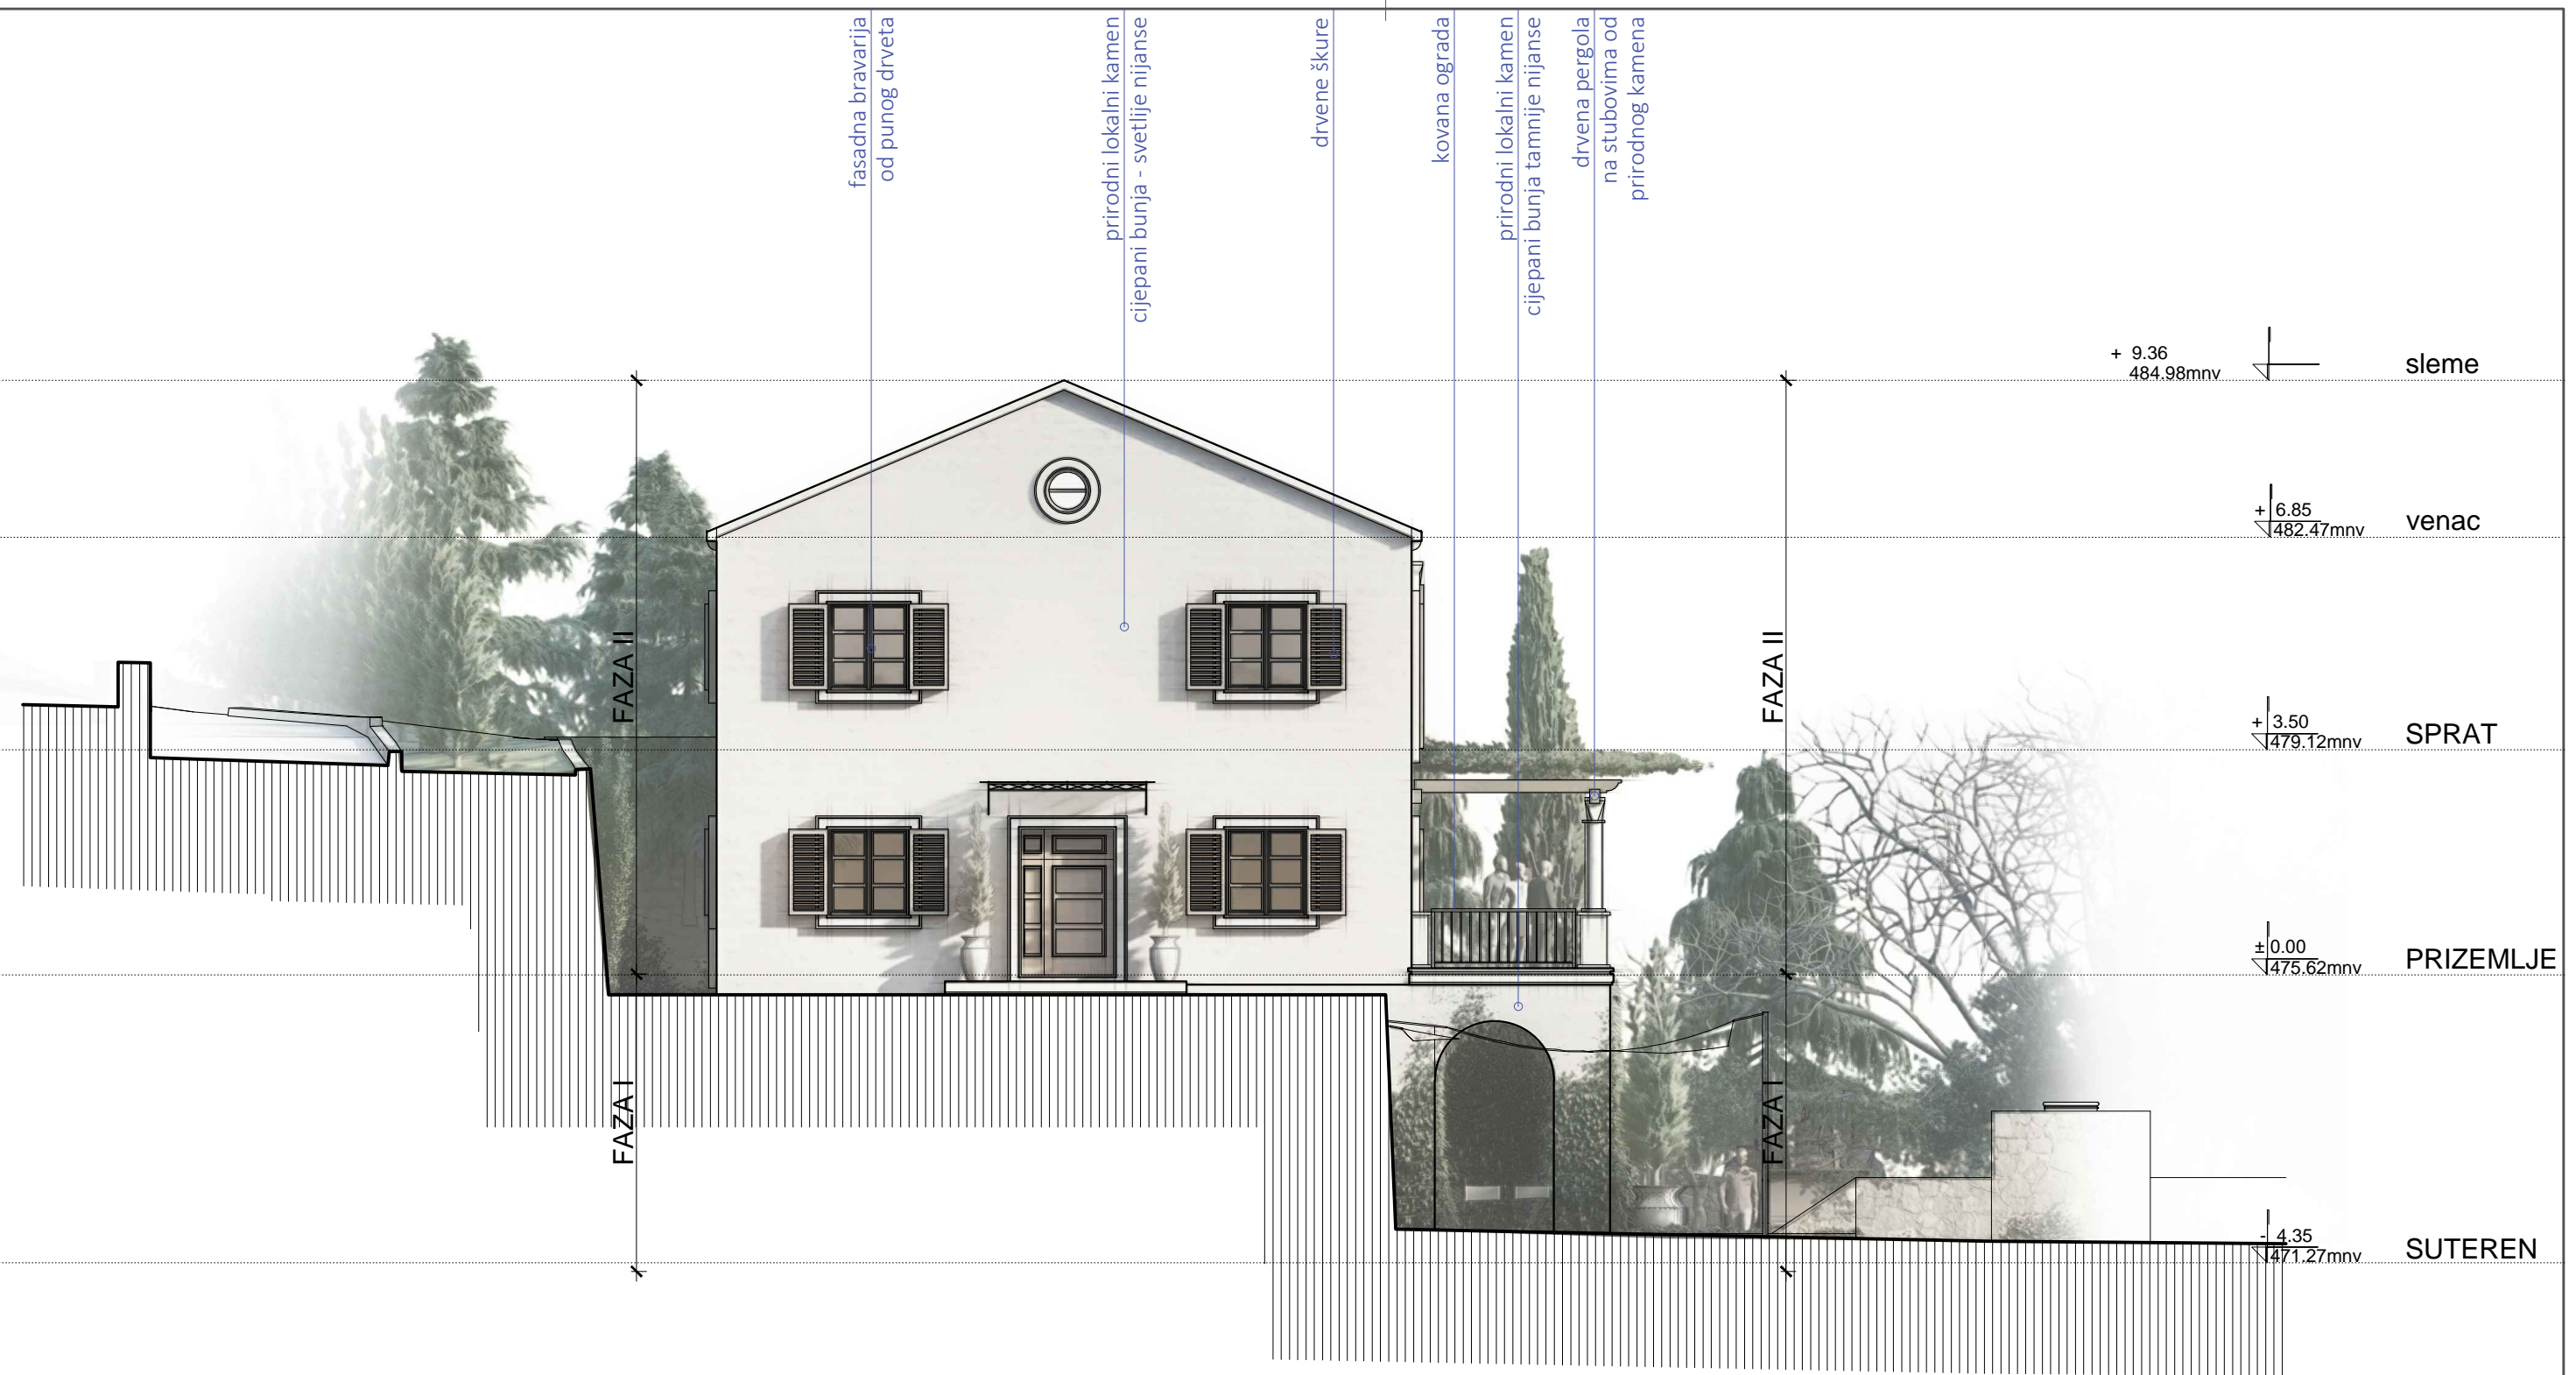 fasadna bravarija
od punog drveta
prirodni lokalni kamen
cijepani bunja - svetlije nijanse
drvene škure
kovana ograda
prirodni lokalni kamen
cijepani bunja tamnije nijanse
drvena pergola
na stubovima od
prirodnog kamena
+ 9.36
484.98mnv
sleme
+ 6.85
482.47mnv
venac
FAZA II
FAZA II
+ 3.50
479.12mnv
SPRAT
± 0.00
475.62mnv
PRIZEMLJE
FAZA I
FAZA I
- 4.35
471.27mnv
SUTEREN